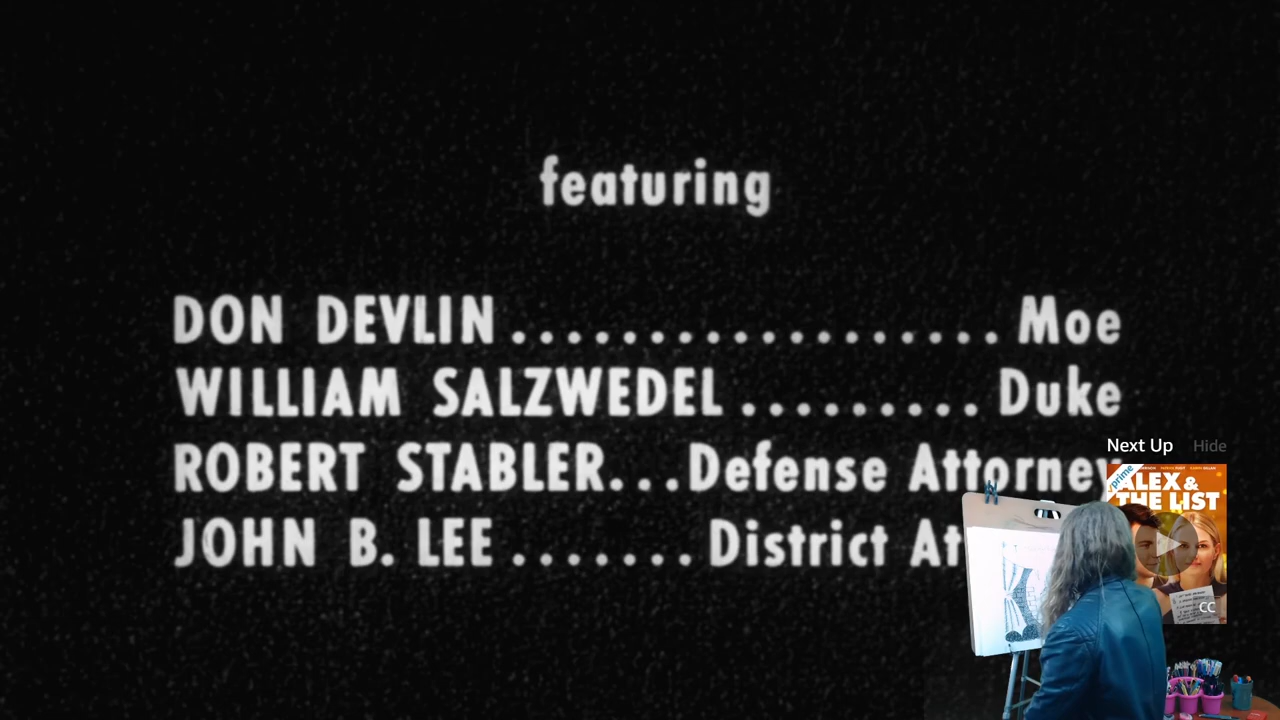 featuring
DON DEVLIN.................. Moe
WILLIAM SALZWEDEL ......... Duke
ROBERT STABLER...Defense Attorney
JOHN B. LEE ....... District At
Next Up Hide
prime
ALEX &
THE LIST
CC